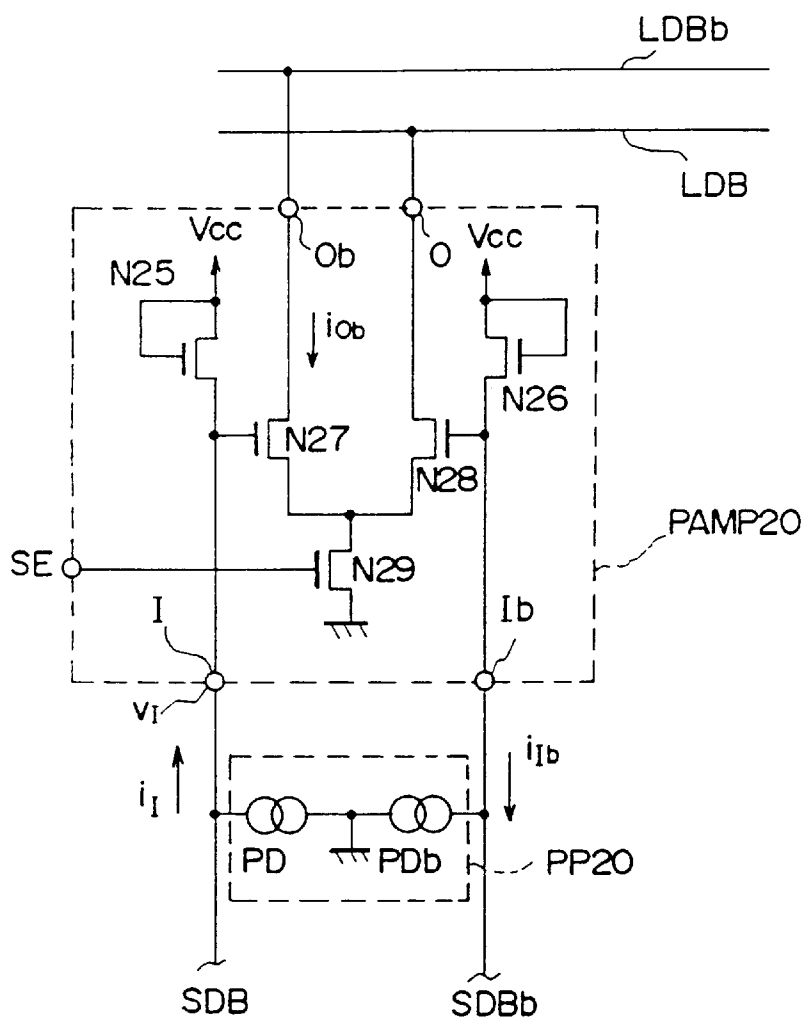 LDBb
LDB
Vcc
Ob
O
Vcc
N25
iOb
N26
N27
N28
PAMP20
SE
N29
I
Ib
vI
iI
iIb
PD
PDb
PP20
SDB
SDBb